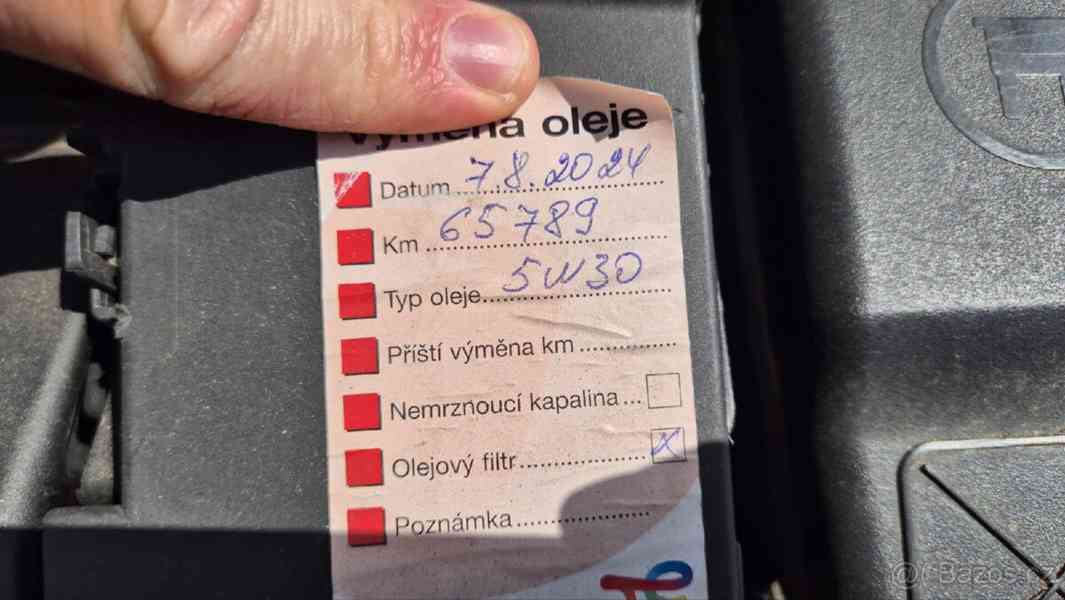 výměna oleje
Datum 7.8.2024
Km 65789
Typ oleje 5W30
Příští výměna km
Nemrznoucí kapalina
Olejový filtr x
Poznámka
@Bazos.cz